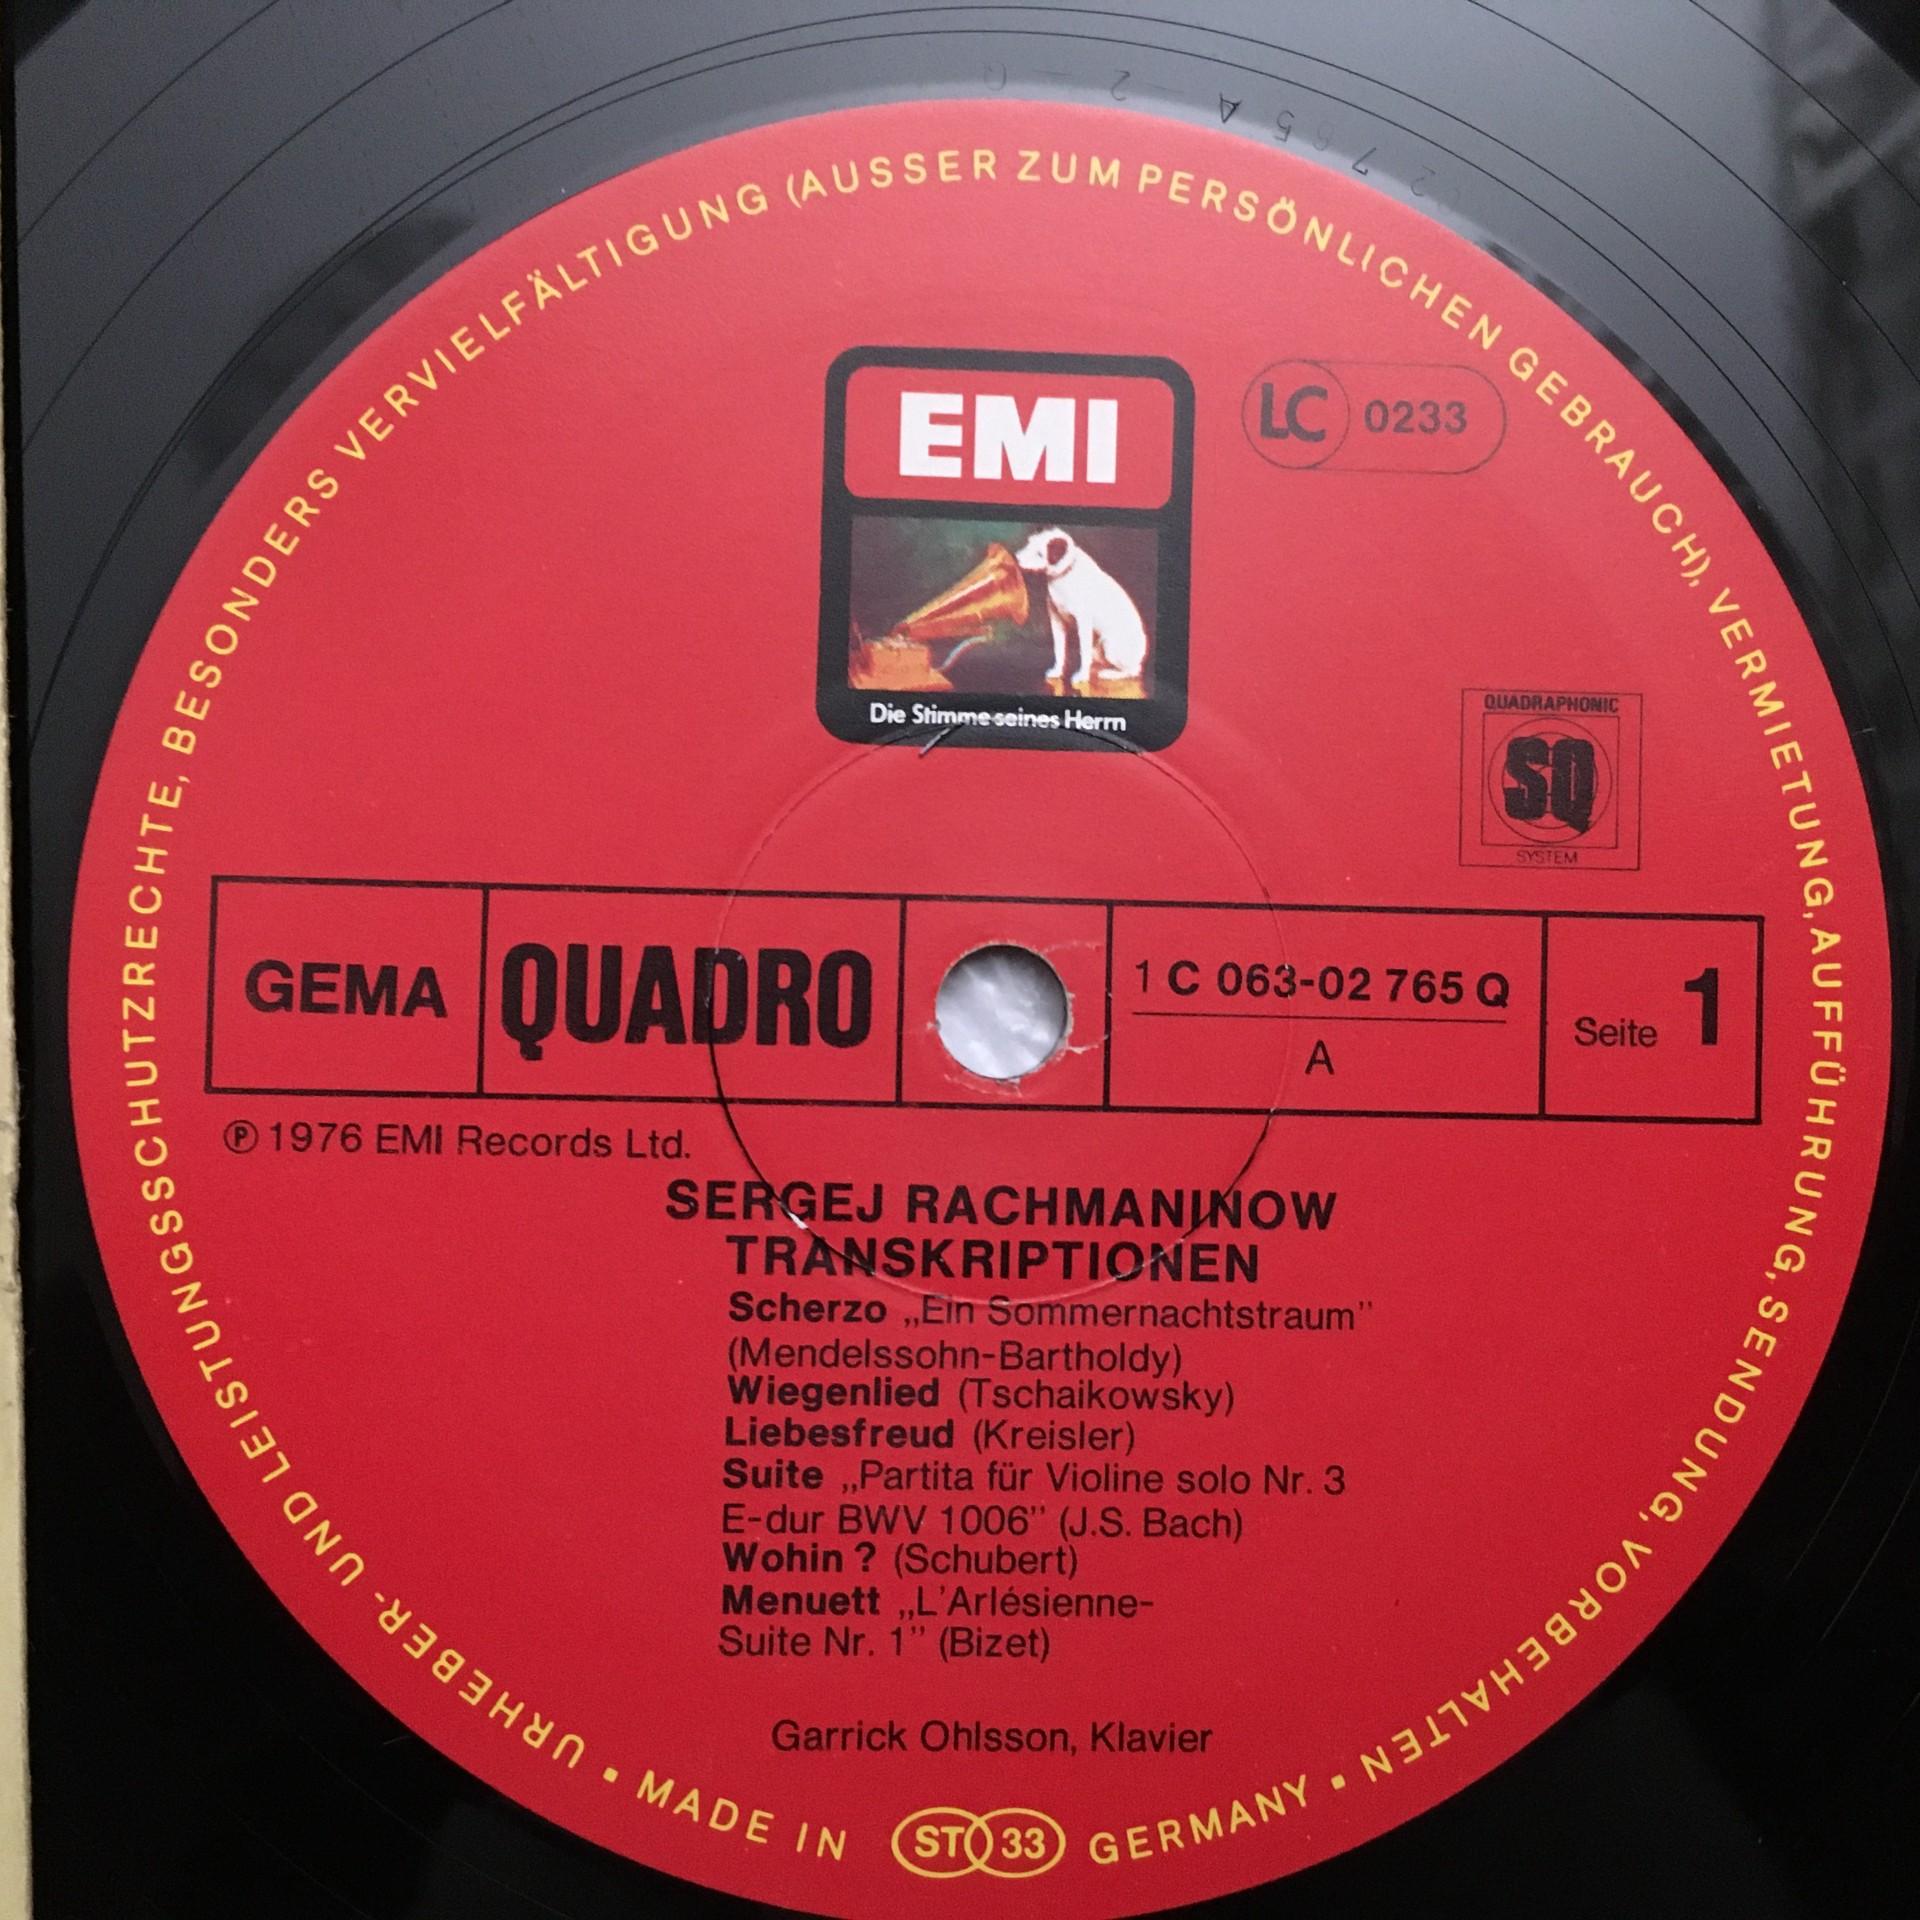 02765 A-2-Q
URHEBER- UND LEISTUNGSSCHUTZRECHTE, BESONDERS VERVIELFÄLTIGUNG (AUSSER ZUM PERSÖNLICHEN GEBRAUCH), VERMIETUNG, AUFFÜHRUNG, SENDUNG, VORBEHALTEN
EMI
LC 0233
Die Stimme seines Herrn
QUADRAPHONIC
SQ
SYSTEM
GEMA
QUADRO
1 C 063-02 765 Q
A
Seite 1
Ⓟ 1976 EMI Records Ltd.
SERGEJ RACHMANINOW
TRANSKRIPTIONEN
Scherzo „Ein Sommernachtstraum”
(Mendelssohn-Bartholdy)
Wiegenlied (Tschaikowsky)
Liebesfreud (Kreisler)
Suite „Partita für Violine solo Nr. 3
E-dur BWV 1006” (J.S. Bach)
Wohin ? (Schubert)
Menuett „L'Arlésienne-
Suite Nr. 1” (Bizet)
Garrick Ohlsson, Klavier
• MADE IN ST 33 GERMANY •